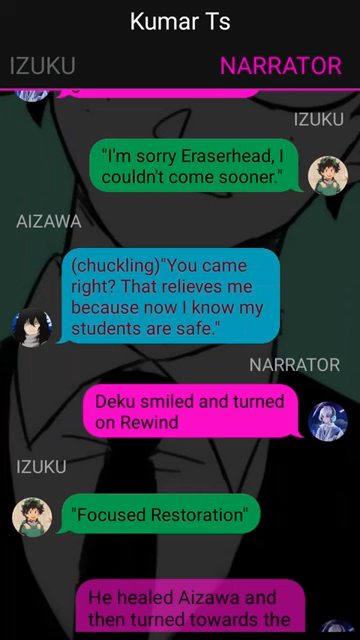 Kumar Ts
IZUKU NARRATOR
IZUKU
"I'm sorry Eraserhead, I
couldn't come sooner."
AIZAWA
(chuckling)"You came
right? That relieves me
because now I know my
students are safe."
NARRATOR
Deku smiled and turned
on Rewind
IZUKU
"Focused Restoration"
He healed Aizawa and
then turned towards the